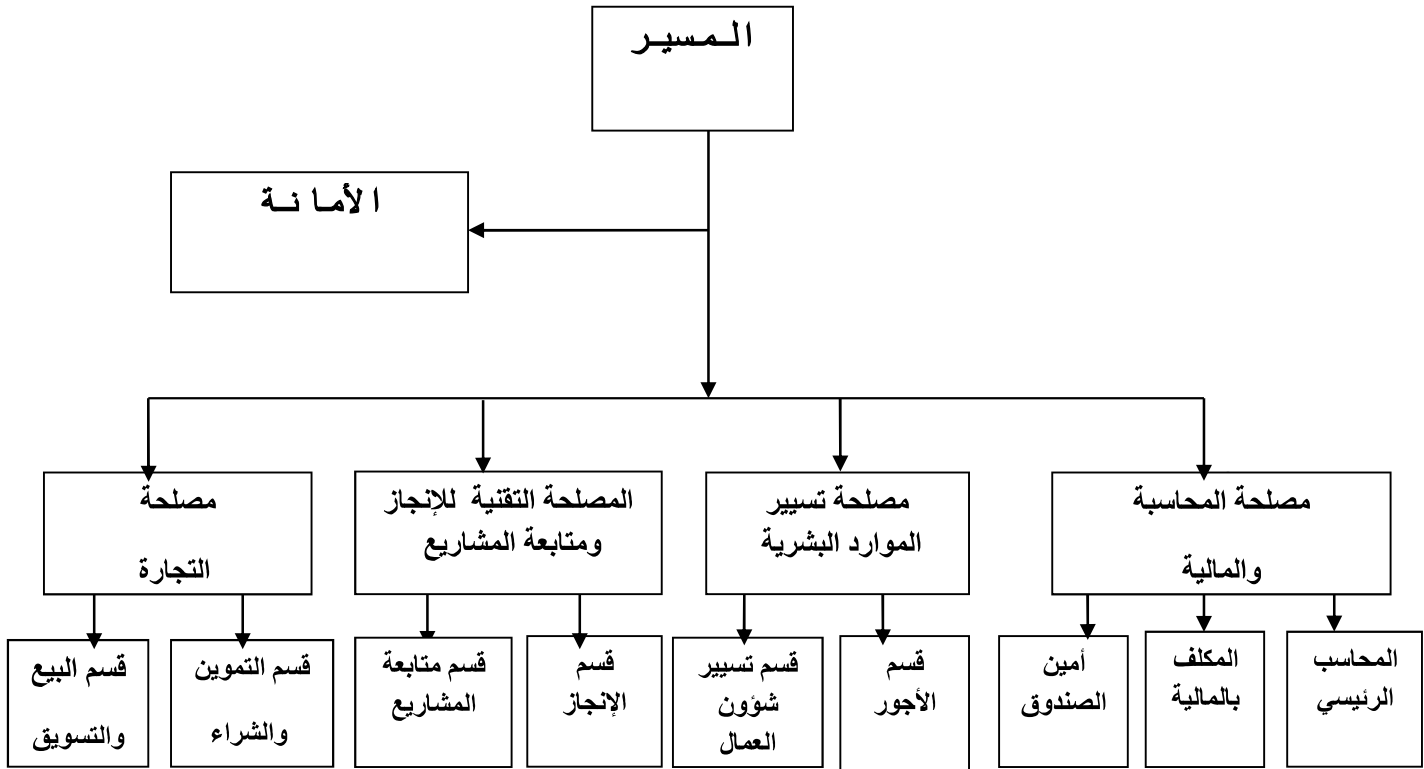 المسير
الأمانة
مصلحة المحاسبة
والمالية
مصلحة تسيير
الموارد البشرية
المصلحة التقنية للإنجاز
ومتابعة المشاريع
مصلحة
التجارة
المحاسب
الرئيسي
المكلف
بالمالية
أمين
الصندوق
قسم
الأجور
قسم تسيير
شؤون
العمال
قسم
الإنجاز
قسم متابعة
المشاريع
قسم التموين
والشراء
قسم البيع
والتسويق